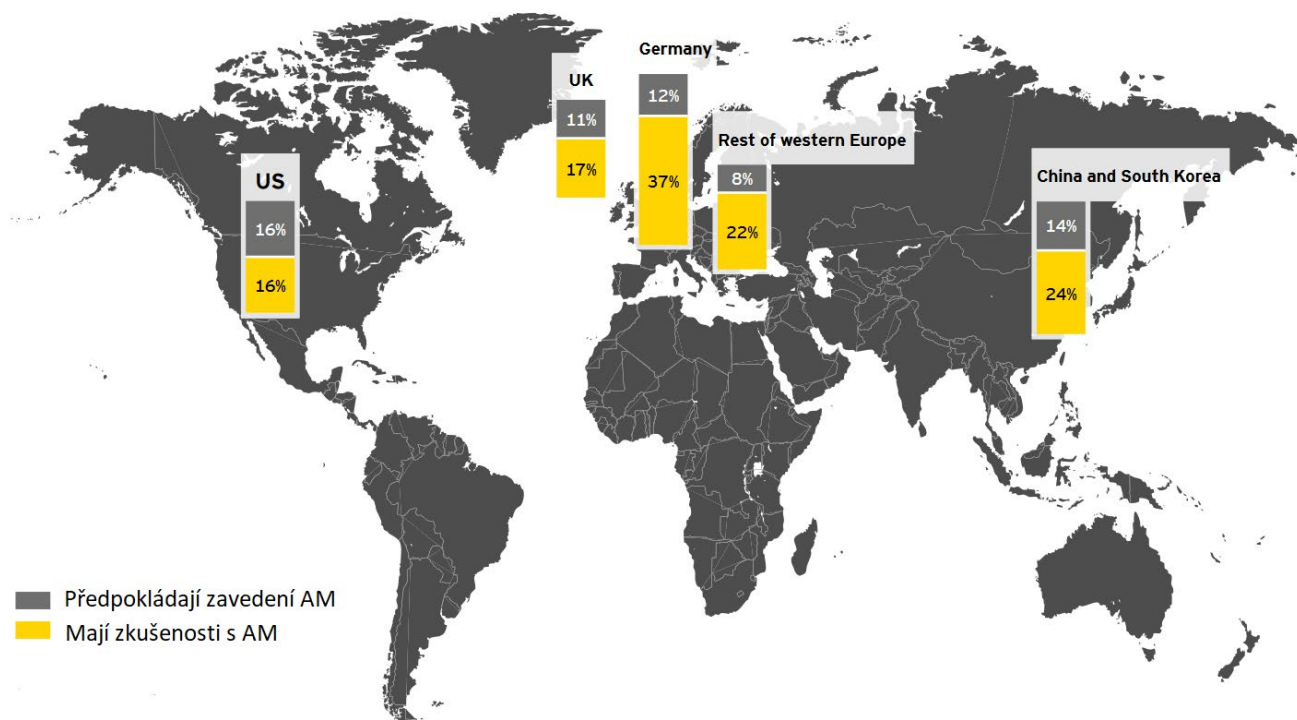 Germany
12%
37%
UK
11%
17%
Rest of western Europe
8%
22%
US
16%
16%
China and South Korea
14%
24%
Předpokládají zavedení AM
Mají zkušenosti s AM